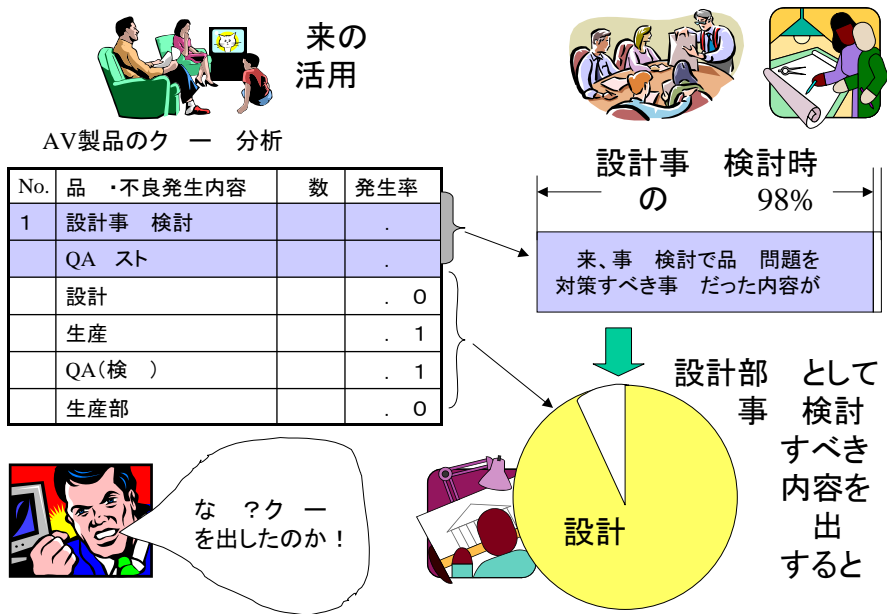 来の
活用
AV製品のク ー 分析
No. 品 ・不良発生内容 数 発生率
1 設計事 検討 .
QA スト .
設計 . 0
生産 . 1
QA(検 ) . 1
生産部 . 0
設計事 検討時
の 98%
来、事 検討で品 問題を
対策すべき事 だった内容が
設計部 として
事 検討
すべき
内容を
出
すると
設計
な ?ク ー
を出したのか!